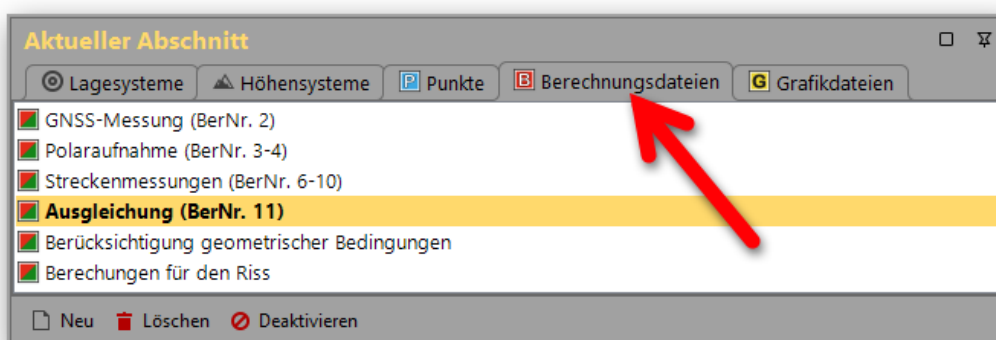 Aktueller Abschnitt
Lagesysteme Höhensysteme P Punkte B Berechnungsdateien G Grafikdateien
GNSS-Messung (BerNr. 2)
Polaraufnahme (BerNr. 3-4)
Streckenmessungen (BerNr. 6-10)
Ausgleichung (BerNr. 11)
Berücksichtigung geometrischer Bedingungen
Berechungen für den Riss
Neu Löschen Deaktivieren